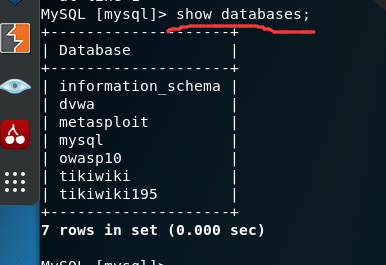 MySQL [mysql]> show databases;
+--------------------+
| Database           |
+--------------------+
| information_schema |
| dvwa               |
| metasploit         |
| mysql              |
| owasp10            |
| tikiwiki           |
| tikiwiki195        |
+--------------------+
7 rows in set (0.000 sec)
MySQL [mysql]>